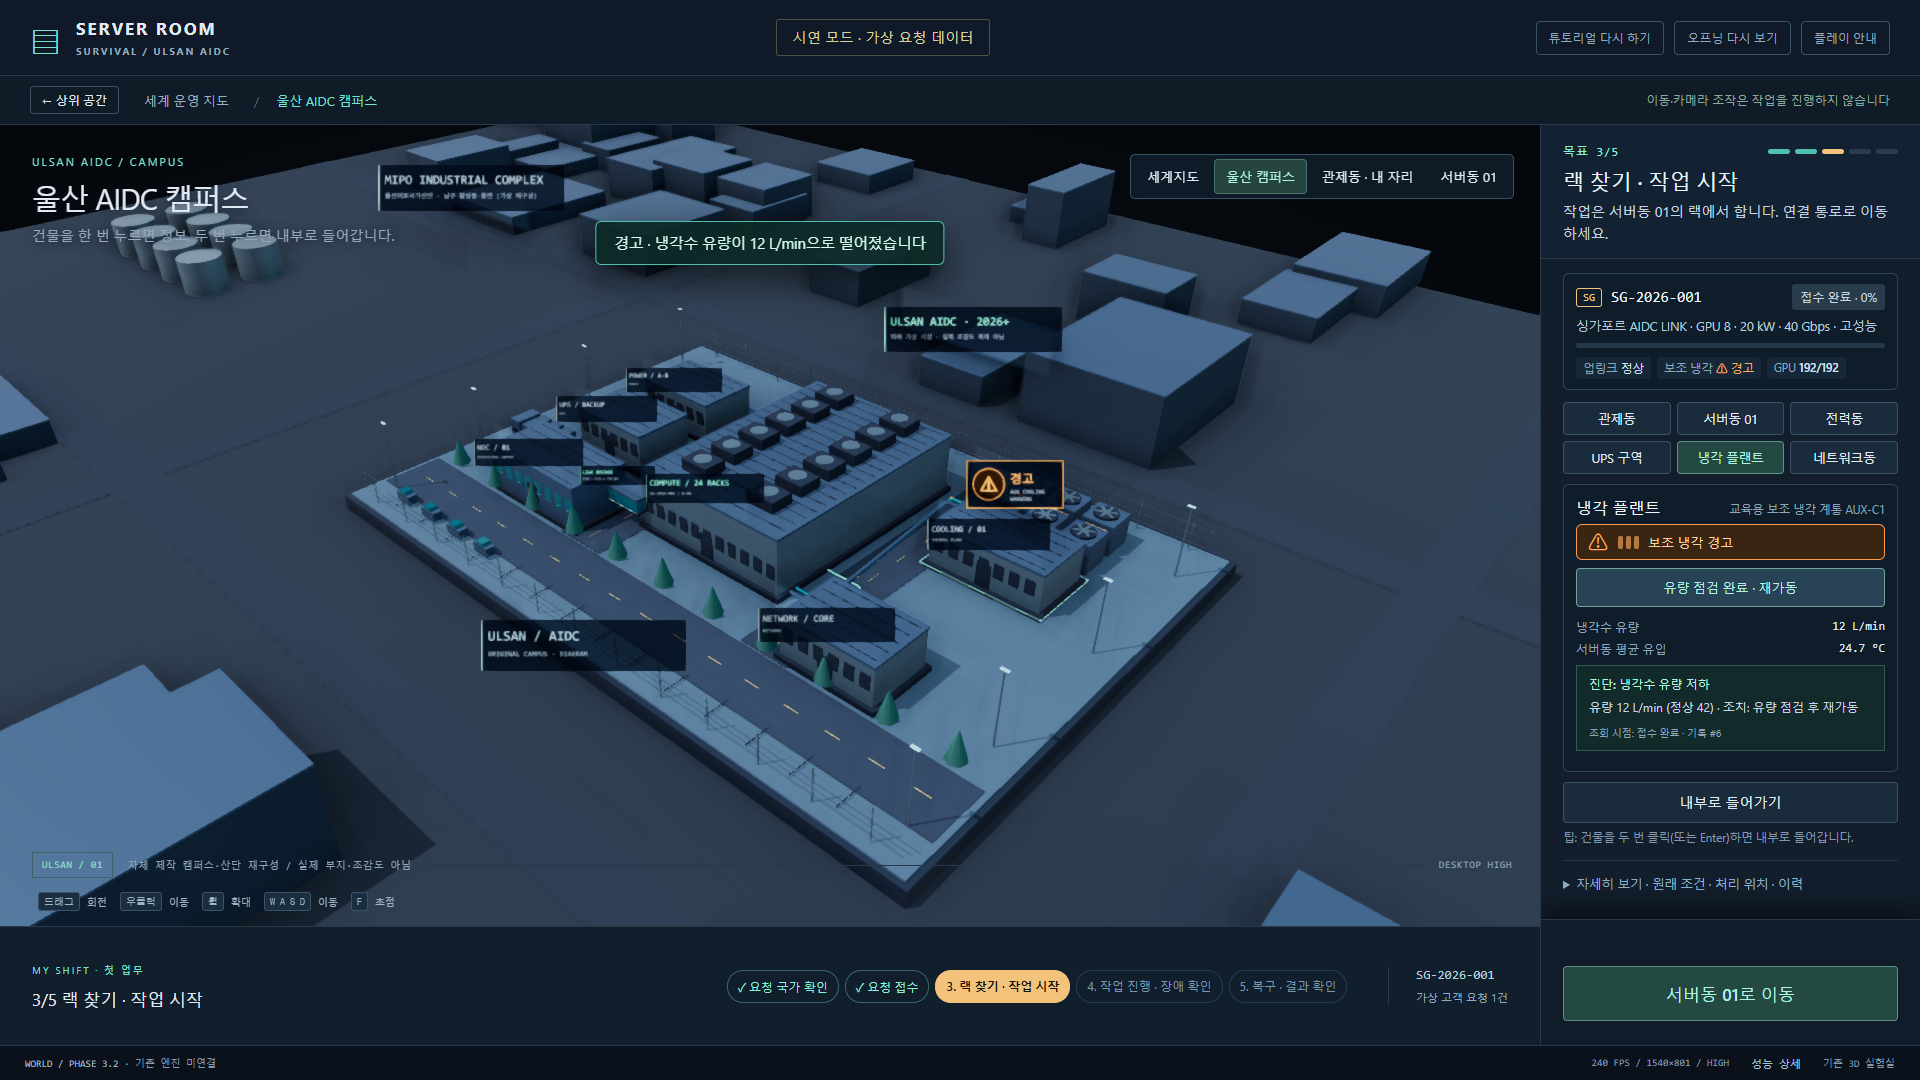 SERVER ROOM
SURVIVAL / ULSAN AIDC
시연 모드 · 가상 요청 데이터
튜토리얼 다시 하기
오프닝 다시 보기
플레이 안내
← 상위 공간
세계 운영 지도 / 울산 AIDC 캠퍼스
이동·카메라 조작은 작업을 진행하지 않습니다
ULSAN AIDC / CAMPUS
울산 AIDC 캠퍼스
건물을 한 번 누르면 정보, 두 번 누르면 내부로 들어갑니다.
MIPO INDUSTRIAL COMPLEX
세계지도
울산 캠퍼스
관제동 · 내 자리
서버동 01
경고 · 냉각수 유량이 12 L/min으로 떨어졌습니다
ULSAN AIDC · 2026+
POWER / A-B
UPS / BACKUP
NOC / 01
COMPUTE / 24 RACKS
경고
AUX COOLING
WARNING
COOLING / 01
NETWORK / CORE
ULSAN / AIDC
ORIGINAL CAMPUS · DIAGRAM
ULSAN / 01
자체 제작 캠퍼스·산단 재구성 / 실제 부지·조감도 아님
DESKTOP HIGH
드래그 회전 우클릭 이동 휠 확대 W A S D 이동 F 초점
목표 3/5
랙 찾기 · 작업 시작
작업은 서버동 01의 랙에서 합니다. 연결 통로로 이동
하세요.
SG SG-2026-001 접수 완료 · 0%
싱가포르 AIDC LINK · GPU 8 · 20 kW · 40 Gbps · 고성능
업링크 정상
보조 냉각 ⚠ 경고
GPU 192/192
관제동
서버동 01
전력동
UPS 구역
냉각 플랜트
네트워크동
냉각 플랜트
교육용 보조 냉각 계통 AUX-C1
보조 냉각 경고
유량 점검 완료 · 재가동
냉각수 유량 12 L/min
서버동 평균 유입 24.7 °C
진단: 냉각수 유량 저하
유량 12 L/min (정상 42) · 조치: 유량 점검 후 재가동
조회 시점: 접수 완료 · 기록 #6
내부로 들어가기
팁: 건물을 두 번 클릭(또는 Enter)하면 내부로 들어갑니다.
▶ 자세히 보기 · 원래 조건 · 처리 위치 · 이력
서버동 01로 이동
MY SHIFT · 첫 업무
3/5 랙 찾기 · 작업 시작
✓ 요청 국가 확인
✓ 요청 접수
3. 랙 찾기 · 작업 시작
4. 작업 진행 · 장애 확인
5. 복구 · 결과 확인
SG-2026-001
가상 고객 요청 1건
WORLD / PHASE 3.2 · 기존 엔진 미연결
240 FPS / 1540×801 / HIGH
성능 상세
기존 3D 실험실